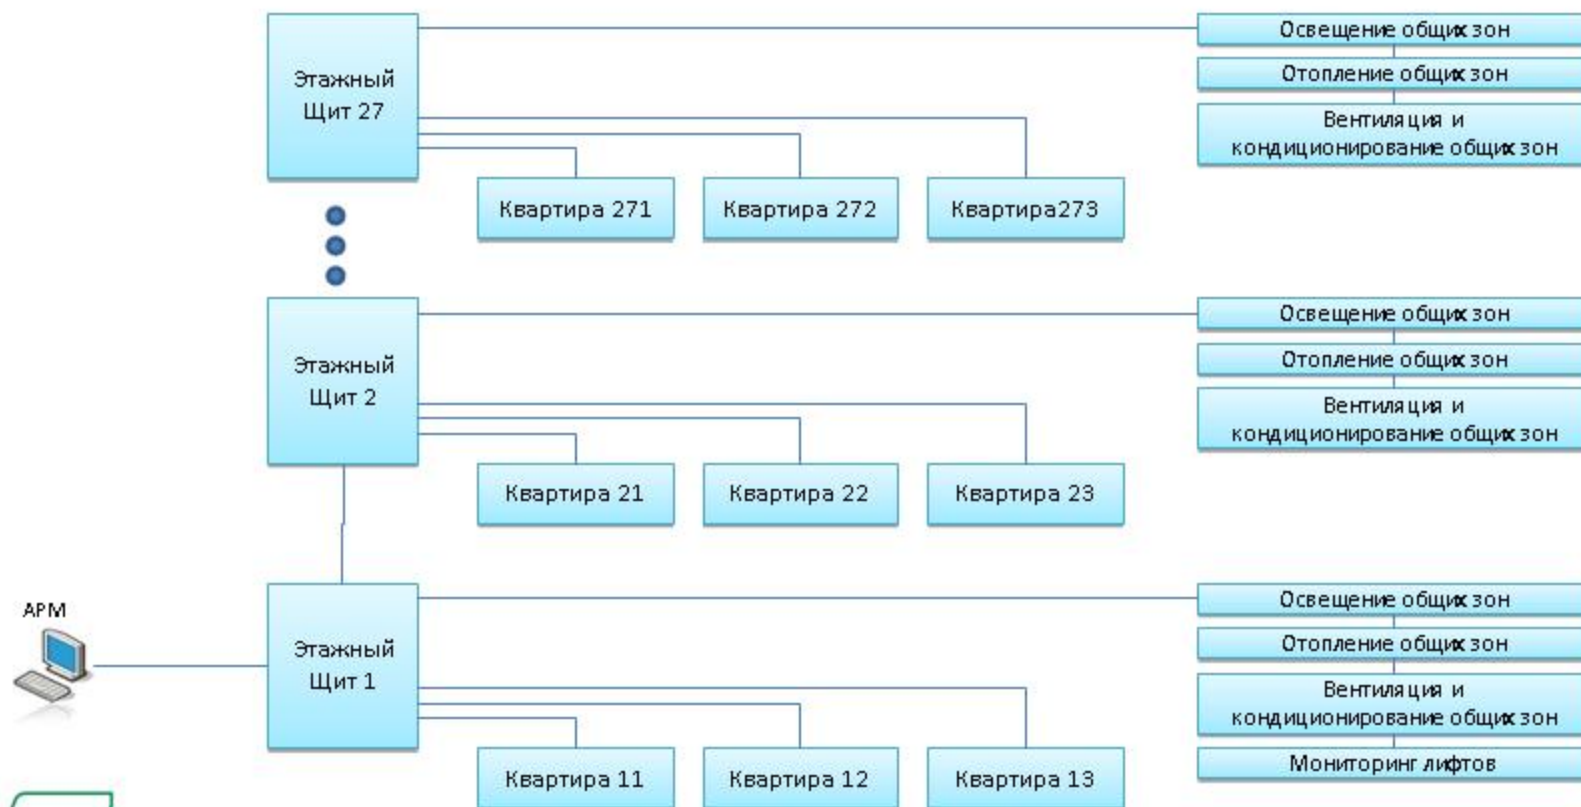 Этажный
Щит 27
Освещение общих зон
Отопление общих зон
Вентиляция и
кондиционирование общих зон
Квартира 271
Квартира 272
Квартира273
Этажный
Щит 2
Освещение общих зон
Отопление общих зон
Вентиляция и
кондиционирование общих зон
Квартира 21
Квартира 22
Квартира 23
АРМ
Этажный
Щит 1
Освещение общих зон
Отопление общих зон
Вентиляция и
кондиционирование общих зон
Мониторинг лифтов
Квартира 11
Квартира 12
Квартира 13